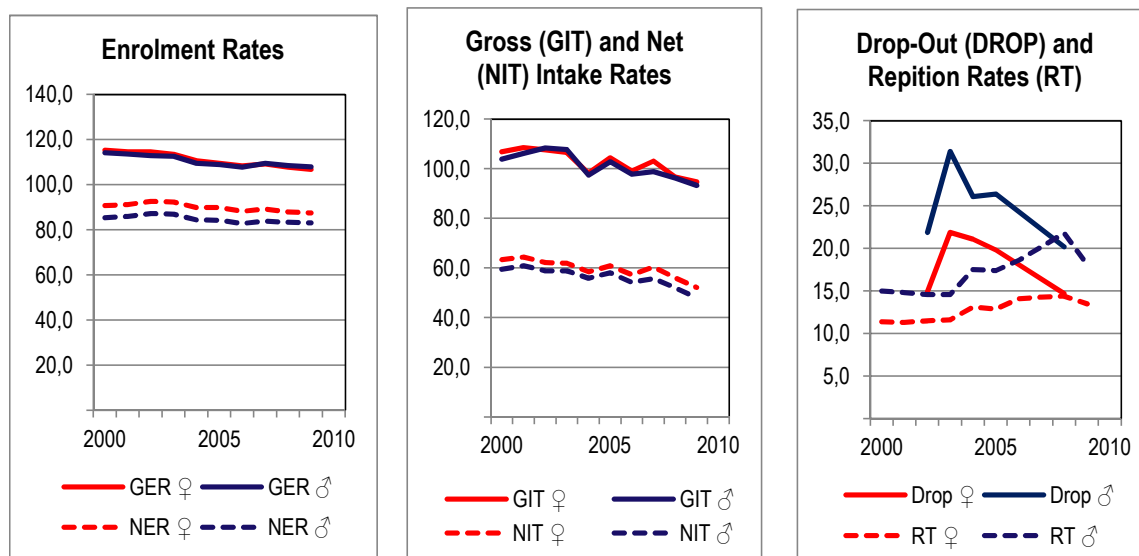 Enrolment Rates
140,0
120,0
100,0
80,0
60,0
40,0
20,0
2000 2005 2010
GER ♀ GER ♂
NER ♀ NER ♂
Gross (GIT) and Net
(NIT) Intake Rates
120,0
100,0
80,0
60,0
40,0
20,0
2000 2005 2010
GIT ♀ GIT ♂
NIT ♀ NIT ♂
Drop-Out (DROP) and
Repition Rates (RT)
35,0
30,0
25,0
20,0
15,0
10,0
5,0
2000 2005 2010
Drop ♀ Drop ♂
RT ♀ RT ♂